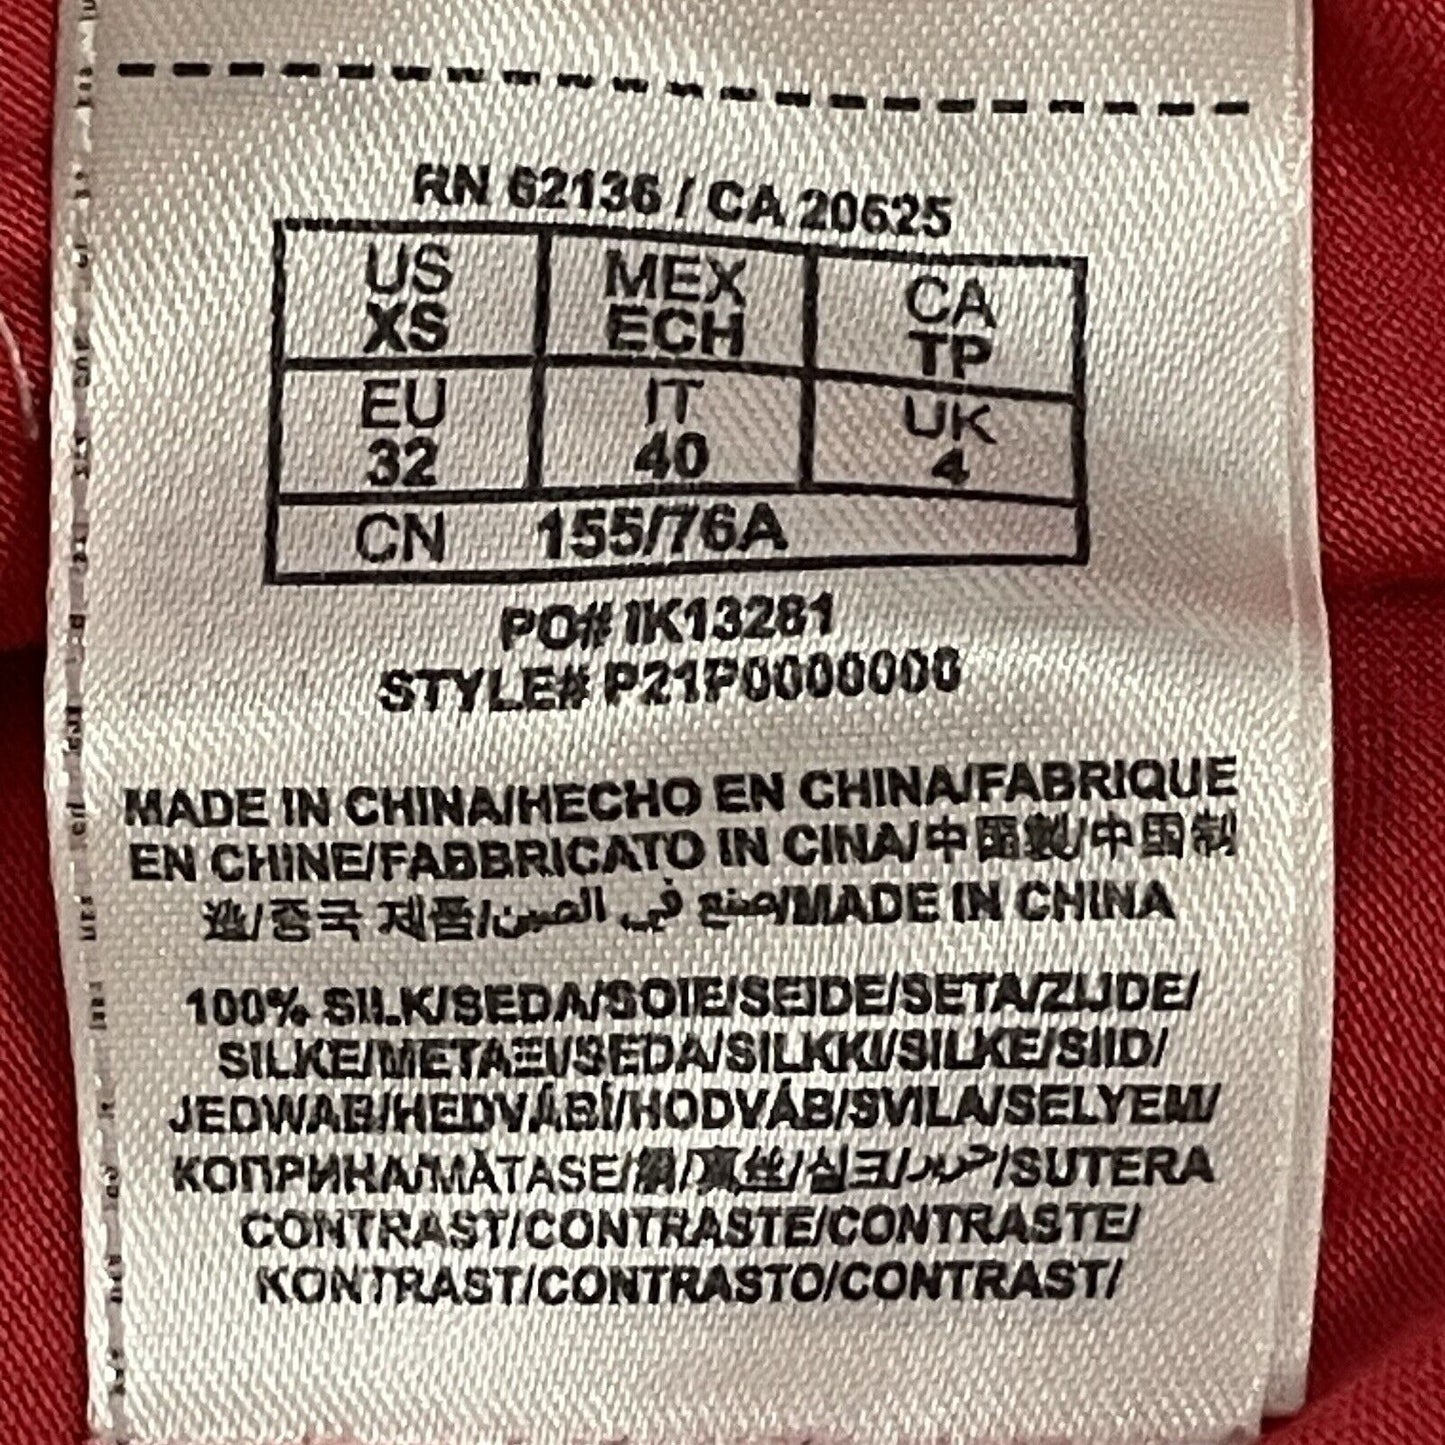 RN 62136 / CA 20625
US MEX CA
XS ECH TP
EU IT UK
32 40 4
CN 155/76A
PO# IK13281
STYLE# P21P0000000
MADE IN CHINA/HECHO EN CHINA/FABRIQUE
EN CHINE/FABBRICATO IN CINA/中國製/中国制
造/중국 제품/صنع في الصين/MADE IN CHINA
100% SILK/SEDA/SOIE/SEIDE/SETA/ZIJDE/
SILKE/ΜΕΤΑΞΙ/SEDA/SILKKI/SILKE/SIID/
JEDWAB/HEDVÁBÍ/HODVÁB/SVILA/SELYEM/
КОПРИНА/MĂTASE/絹/真丝/실크/حرير/SUTERA
CONTRAST/CONTRASTE/CONTRASTE/
KONTRAST/CONTRASTO/CONTRAST/